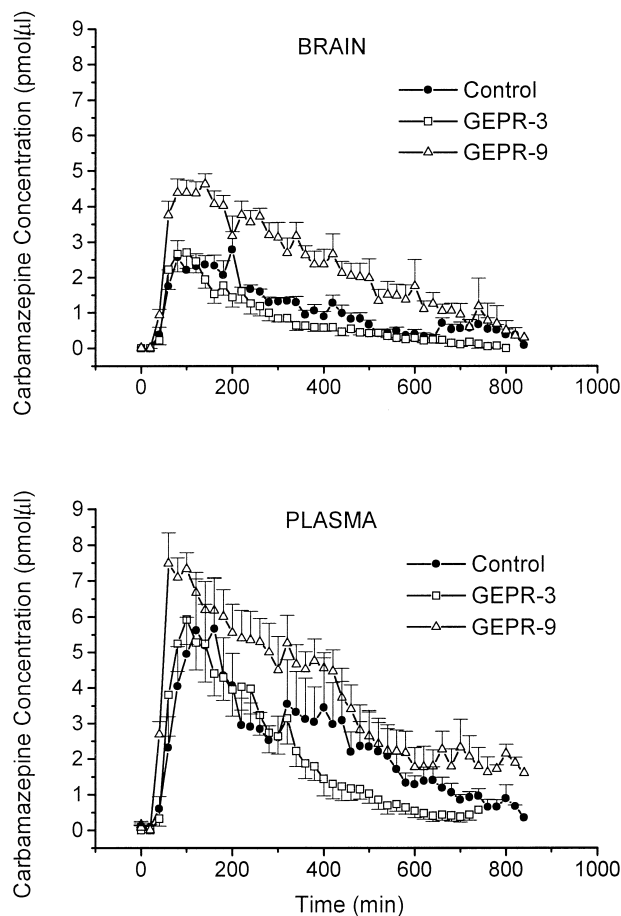 BRAIN
Carbamazepine Concentration (pmol/μl)
9
8
7
6
5
4
3
2
1
0
Control
GEPR-3
GEPR-9
0 200 400 600 800 1000
PLASMA
Carbamazepine Concentration (pmol/μl)
9
8
7
6
5
4
3
2
1
0
Control
GEPR-3
GEPR-9
0 200 400 600 800 1000
Time (min)